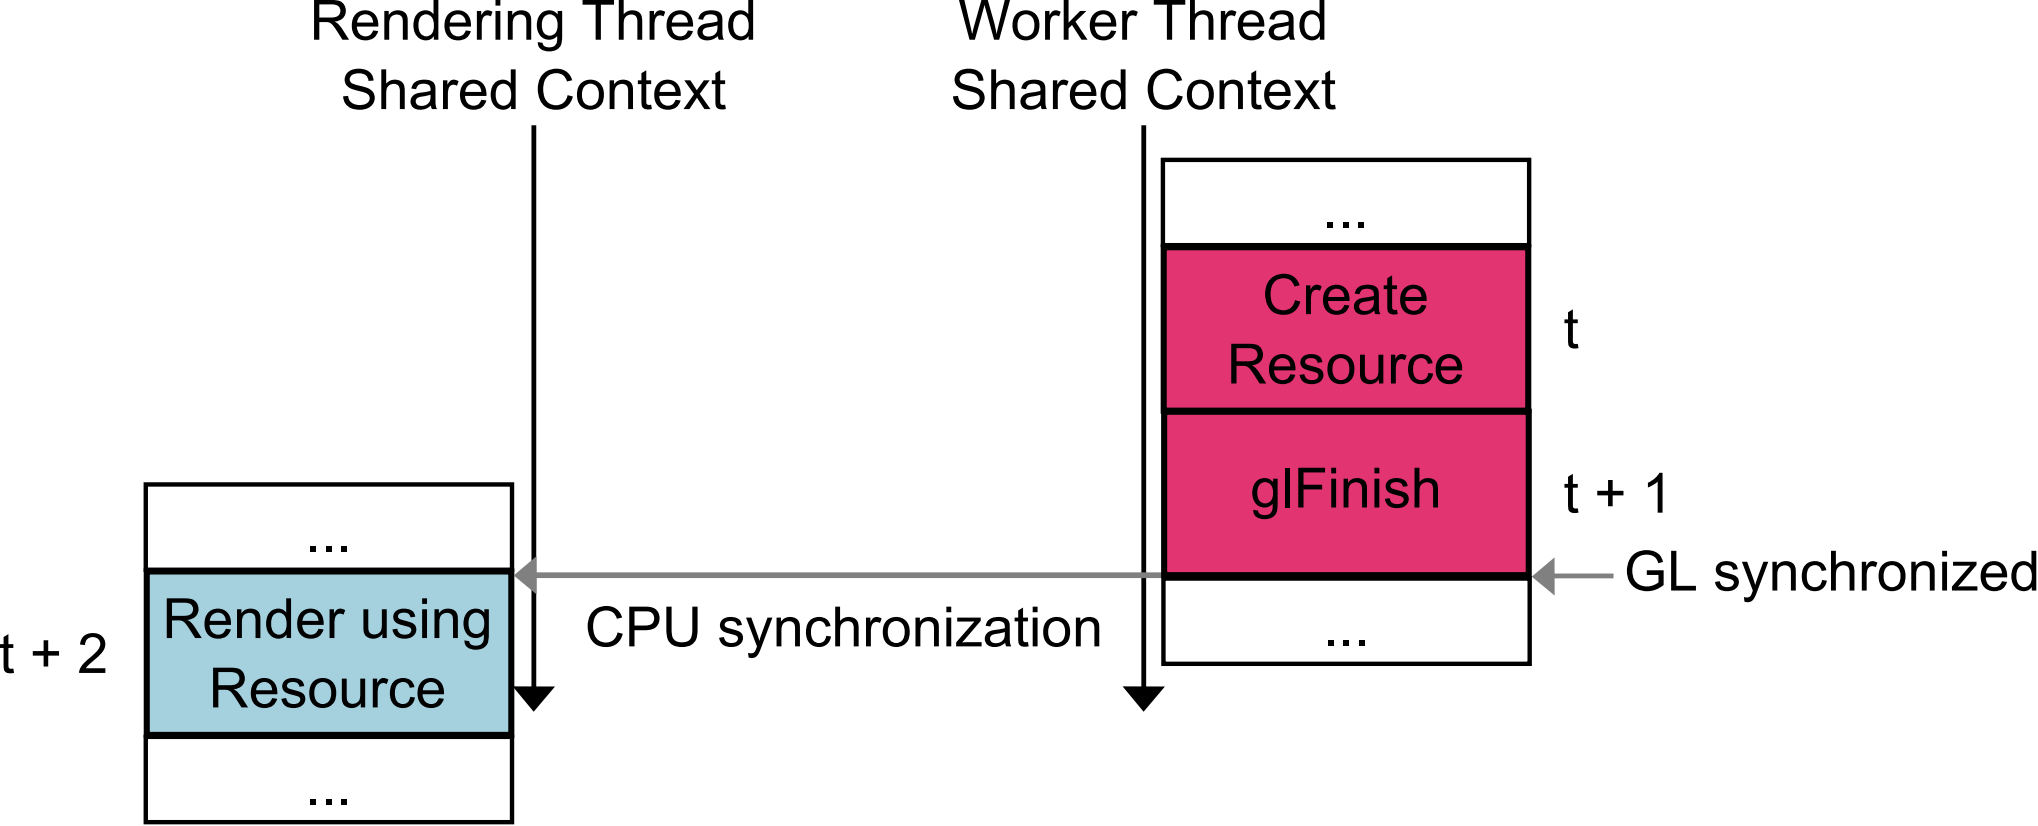 Rendering Thread
Shared Context
Worker Thread
Shared Context
...
Create
Resource
t
glFinish
t + 1
GL synchronized
...
CPU synchronization
...
Render using
Resource
t + 2
...